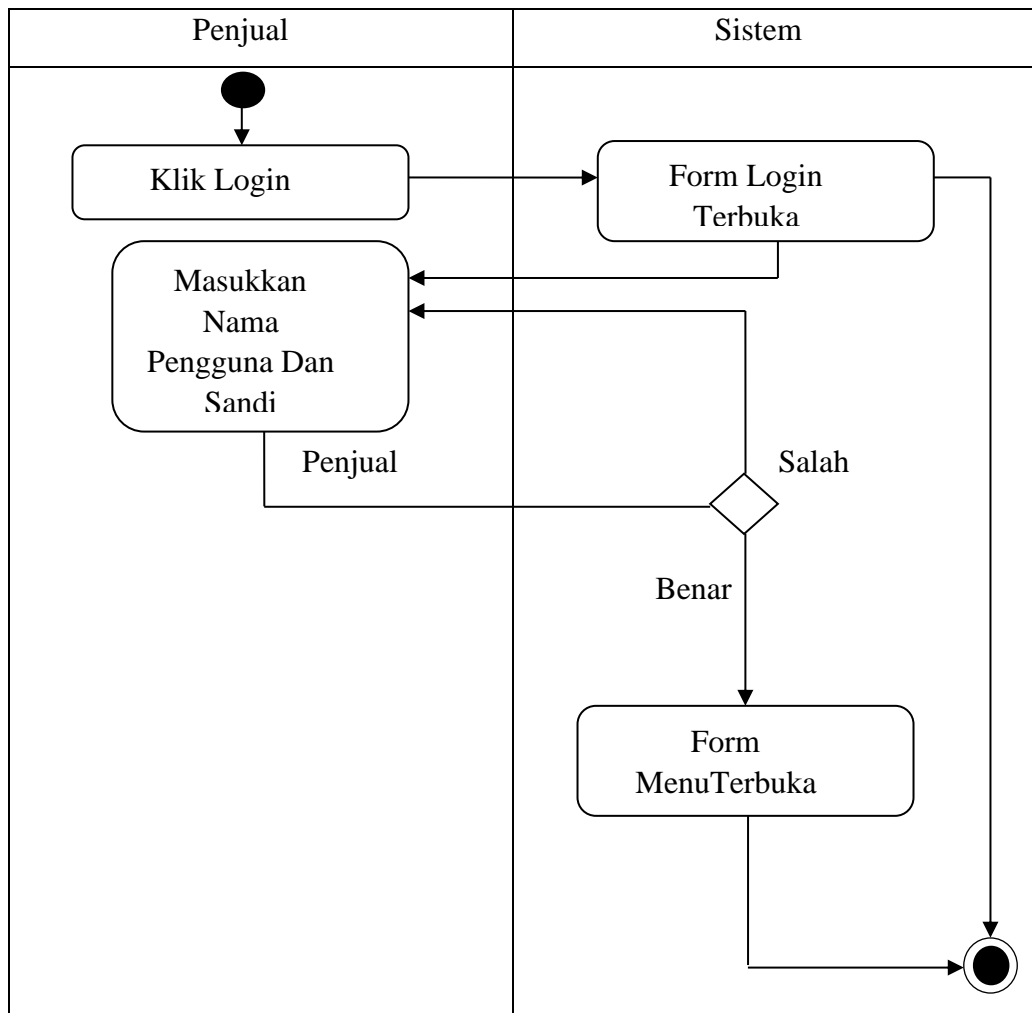 Penjual
Sistem
Klik Login
Form Login
Terbuka
Masukkan
Nama
Pengguna Dan
Sandi
Penjual
Salah
Benar
Form
MenuTerbuka